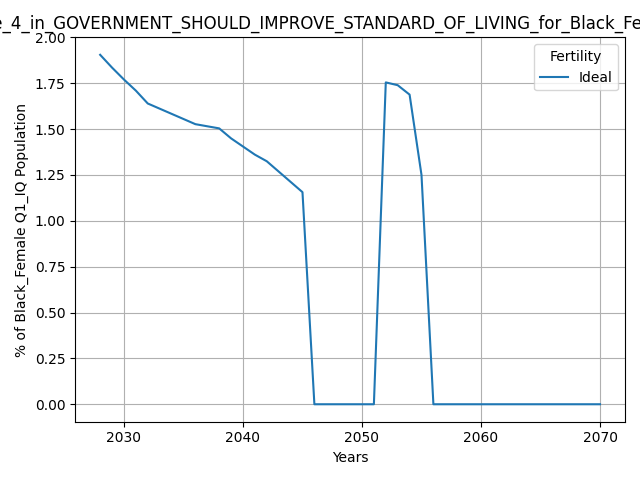 e_4_in_GOVERNMENT_SHOULD_IMPROVE_STANDARD_OF_LIVING_for_Black_Fe
2.00
1.75
1.50
1.25
1.00
0.75
0.50
0.25
0.00
% of Black_Female Q1_IQ Population
Fertility
Ideal
2030 2040 2050 2060 2070
Years